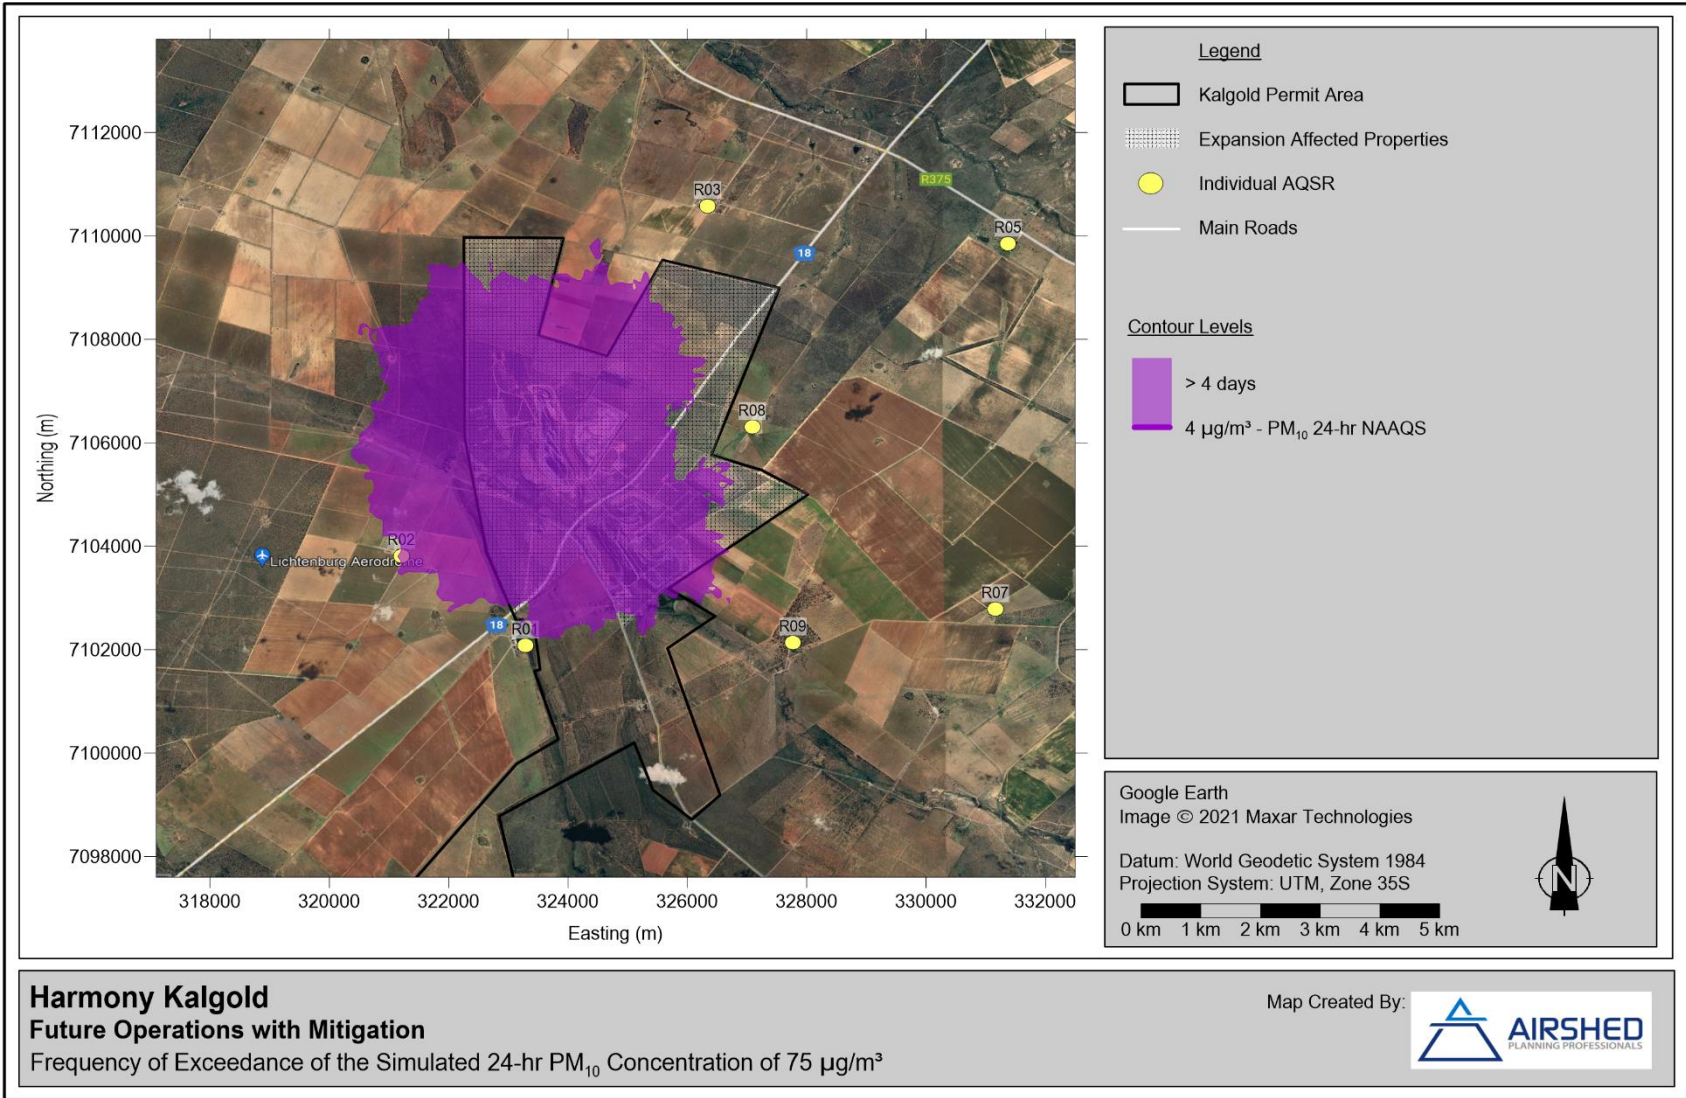 Legend
Kalgold Permit Area
Expansion Affected Properties
Individual AQSR
Main Roads
Contour Levels
> 4 days
4 µg/m³ - PM₁₀ 24-hr NAAQS
7112000
7110000
7108000
7106000
7104000
7102000
7100000
7098000
Northing (m)
R03
R375
R05
18
R08
R02
Lichtenburg Aerodro
18
R01
R09
R07
318000 320000 322000 324000 326000 328000 330000 332000
Easting (m)
Google Earth
Image © 2021 Maxar Technologies
Datum: World Geodetic System 1984
Projection System: UTM, Zone 35S
N
0 km 1 km 2 km 3 km 4 km 5 km
Harmony Kalgold
Future Operations with Mitigation
Frequency of Exceedance of the Simulated 24-hr PM₁₀ Concentration of 75 µg/m³
Map Created By:
AIRSHED
PLANNING PROFESSIONALS